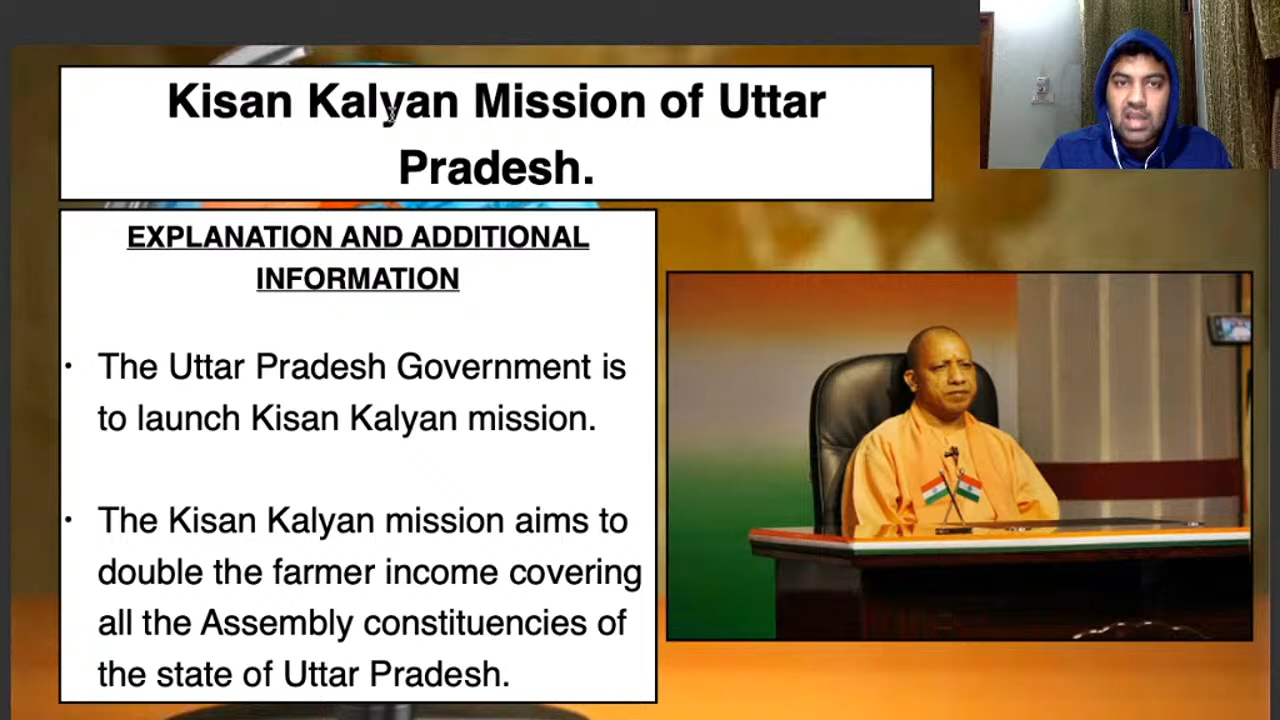 Kisan Kalyan Mission of Uttar
Pradesh.
EXPLANATION AND ADDITIONAL
INFORMATION
• The Uttar Pradesh Government is
to launch Kisan Kalyan mission.
• The Kisan Kalyan mission aims to
double the farmer income covering
all the Assembly constituencies of
the state of Uttar Pradesh.